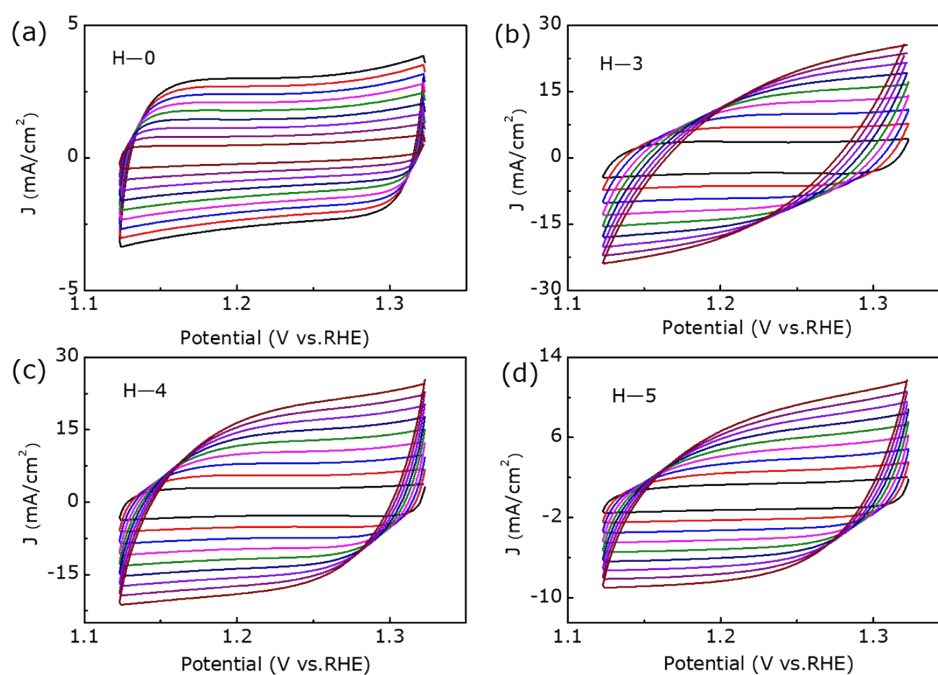 (a)
H—0
5
0
-5
1.1
1.2
1.3
J (mA/cm²)
Potential (V vs.RHE)
(b)
H—3
30
15
0
-15
-30
1.1
1.2
1.3
J (mA/cm²)
Potential (V vs.RHE)
(c)
H—4
30
15
0
-15
1.1
1.2
1.3
J (mA/cm²)
Potential (V vs.RHE)
(d)
H—5
14
6
-2
-10
1.1
1.2
1.3
J (mA/cm²)
Potential (V vs.RHE)